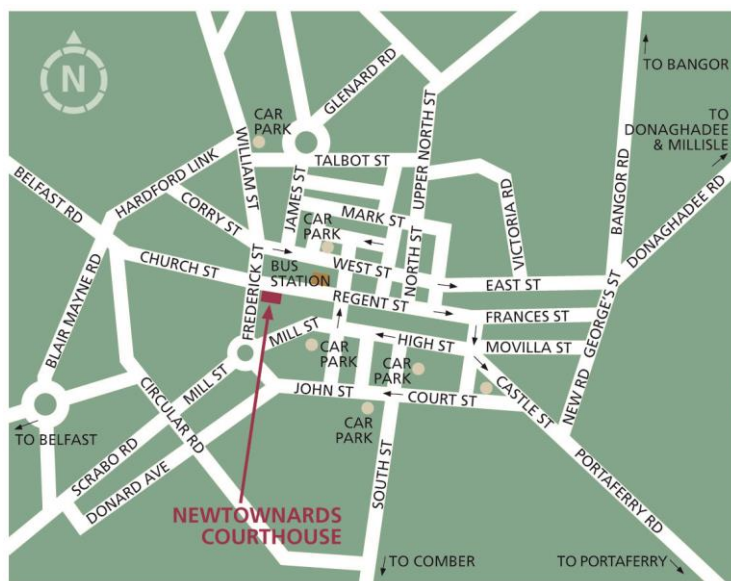 N
TO BANGOR
TO
DONAGHADEE
& MILLISLE
GLENARD RD
CAR
PARK
WILLIAM ST
UPPER NORTH ST
BANGOR RD
DONAGHADEE RD
HARDFORD LINK
TALBOT ST
BELFAST RD
CORRY ST
JAMES ST
MARK ST
VICTORIA RD
CAR
PARK
CHURCH ST
FREDERICK ST
BUS
STATION
WEST ST
NORTH ST
EAST ST
BLAIR MAYNE RD
REGENT ST
FRANCES ST
GEORGE'S ST
MILL ST
HIGH ST
MOVILLA ST
CAR
PARK
CAR
PARK
MILL ST
JOHN ST
COURT ST
CASTLE ST
NEW RD
CAR
PARK
CIRCULAR RD
TO BELFAST
SCRABO RD
DONARD AVE
SOUTH ST
PORTAFERRY RD
NEWTOWNARDS
COURTHOUSE
TO COMBER
TO PORTAFERRY